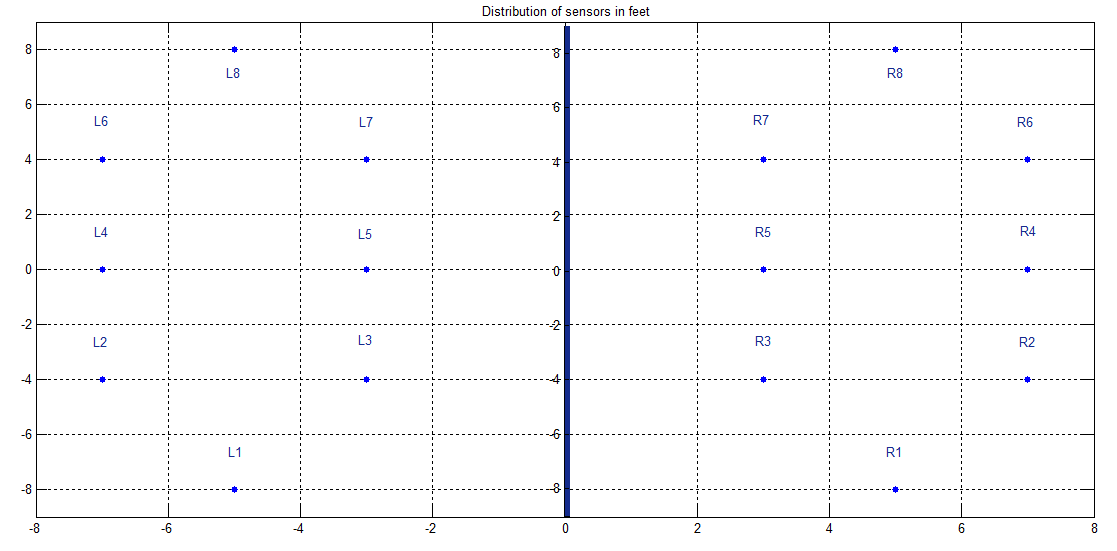 Distribution of sensors in feet
8 8
L8 R8
6 6
L6 L7 R7 R6
4 4
2 2
L4 L5 R5 R4
0 0
-2 -2
L2 L3 R3 R2
-4 -4
-6 -6
L1 R1
-8 -8
-8 -6 -4 -2 0 2 4 6 8